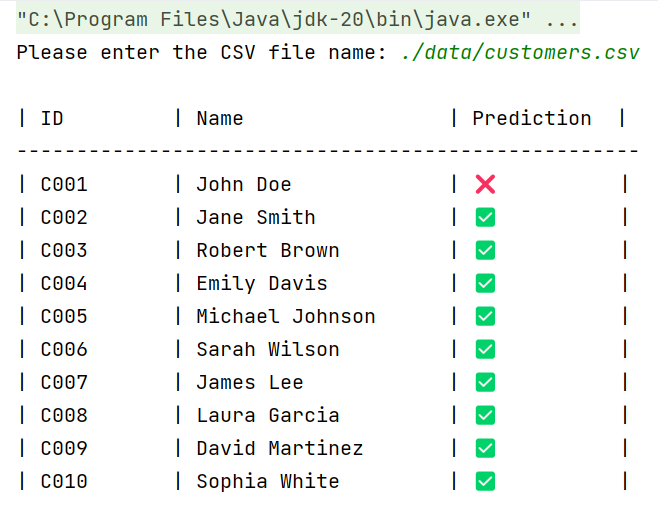 "C:\Program Files\Java\jdk-20\bin\java.exe" ...
Please enter the CSV file name: ./data/customers.csv
| ID         | Name                 | Prediction  |
----------------------------------------------------
| C001       | John Doe             | ❌          |
| C002       | Jane Smith           | ✅          |
| C003       | Robert Brown         | ✅          |
| C004       | Emily Davis          | ✅          |
| C005       | Michael Johnson      | ✅          |
| C006       | Sarah Wilson         | ✅          |
| C007       | James Lee            | ✅          |
| C008       | Laura Garcia         | ✅          |
| C009       | David Martinez       | ✅          |
| C010       | Sophia White         | ✅          |